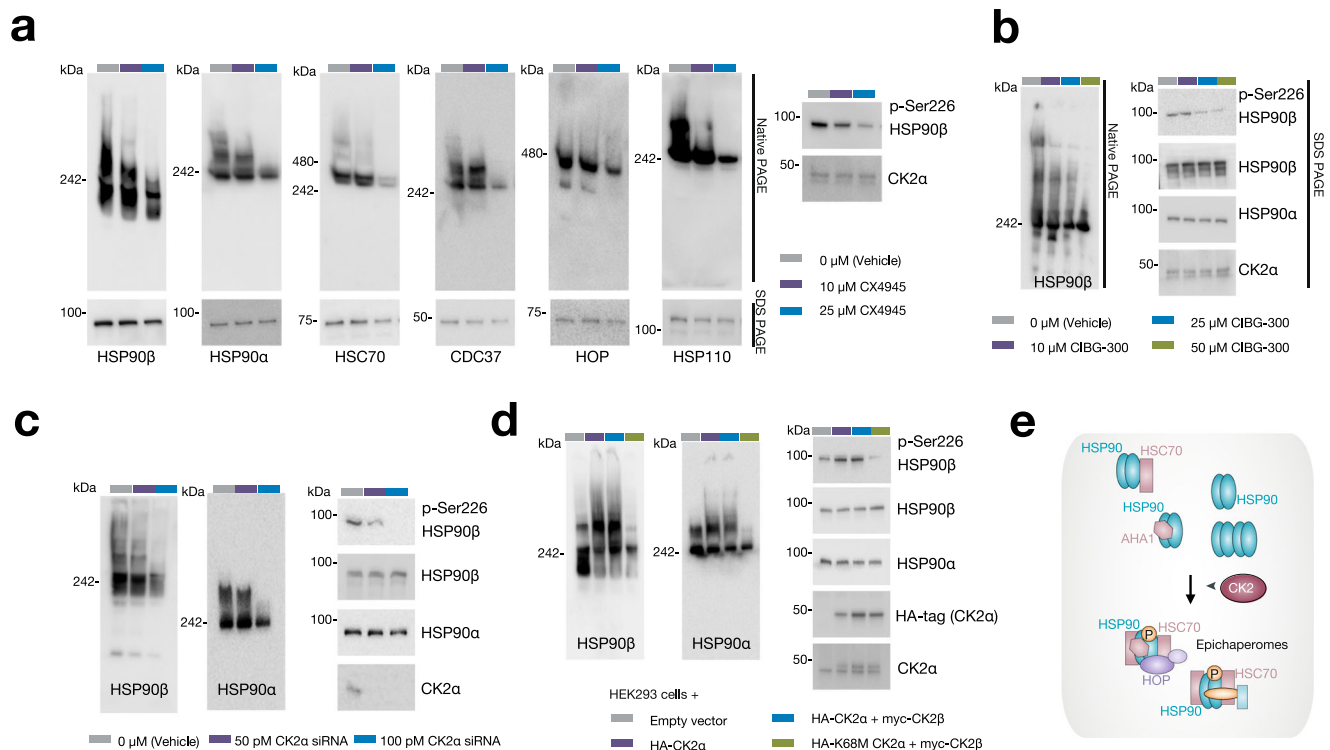 a
kDa
kDa
kDa
kDa
kDa
kDa
242
242
480
242
242
480
242
Native PAGE
100
100
75
50
75
100
SDS PAGE
HSP90β
HSP90α
HSC70
CDC37
HOP
HSP110
kDa
100
p-Ser226
HSP90β
50
CK2α
0 μM (Vehicle)
10 μM CX4945
25 μM CX4945
b
kDa
242
HSP90β
Native PAGE
kDa
100
p-Ser226
HSP90β
100
HSP90β
100
HSP90α
50
CK2α
SDS PAGE
0 μM (Vehicle)
10 μM CIBG-300
25 μM CIBG-300
50 μM CIBG-300
c
kDa
242
HSP90β
kDa
242
HSP90α
kDa
100
p-Ser226
HSP90β
HSP90β
100
HSP90α
CK2α
0 μM (Vehicle)
50 pM CK2α siRNA
100 pM CK2α siRNA
d
kDa
242
HSP90β
kDa
242
HSP90α
kDa
100
p-Ser226
HSP90β
100
HSP90β
100
HSP90α
50
HA-tag (CK2α)
50
CK2α
HEK293 cells +
Empty vector
HA-CK2α
HA-CK2α + myc-CK2β
HA-K68M CK2α + myc-CK2β
e
HSP90
HSC70
HSP90
HSP90
AHA1
CK2
HSP90
P
HSC70
Epichaperomes
HOP
P
HSC70
HSP90